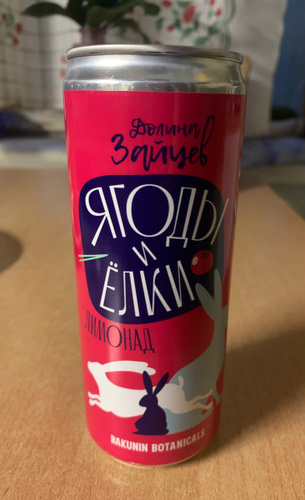 Долина
Зайцев
ЯГОДЫ
И
ЁЛКИ
ЛИМОНАД
BAKUNIN BOTANICALS